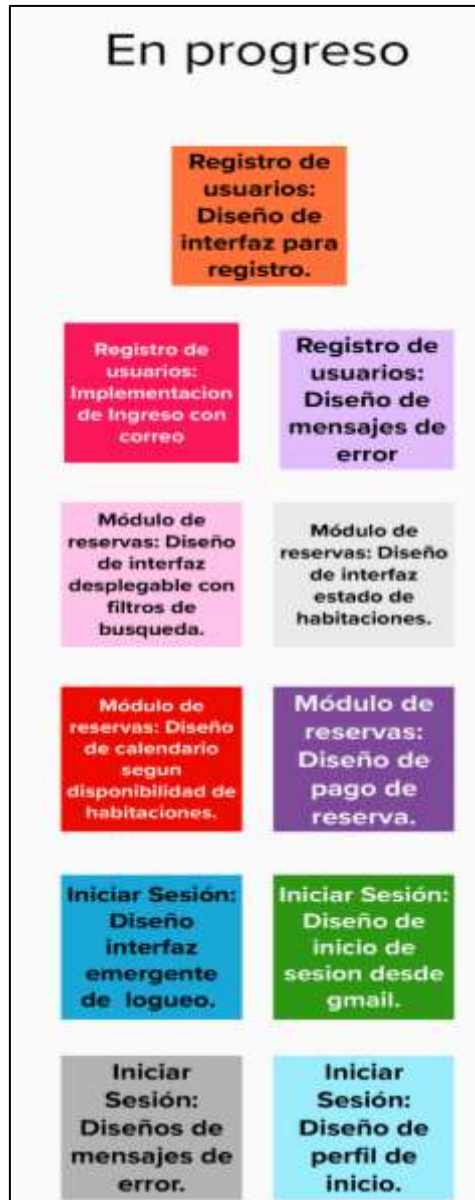 En progreso
Registro de
usuarios:
Diseño de
interfaz para
registro.
Registro de
usuarios:
Implementacion
de Ingreso con
correo
Registro de
usuarios:
Diseño de
mensajes de
error
Módulo de
reservas: Diseño
de interfaz
desplegable con
filtros de
busqueda.
Módulo de
reservas: Diseño
de interfaz
estado de
habitaciones.
Módulo de
reservas: Diseño
de calendario
segun
disponibilidad de
habitaciones.
Módulo de
reservas:
Diseño de
pago de
reserva.
Iniciar Sesión:
Diseño
interfaz
emergente
de logueo.
Iniciar Sesión:
Diseño de
inicio de
sesion desde
gmail.
Iniciar
Sesión:
Diseños de
mensajes de
error.
Iniciar
Sesión:
Diseño de
perfil de
inicio.